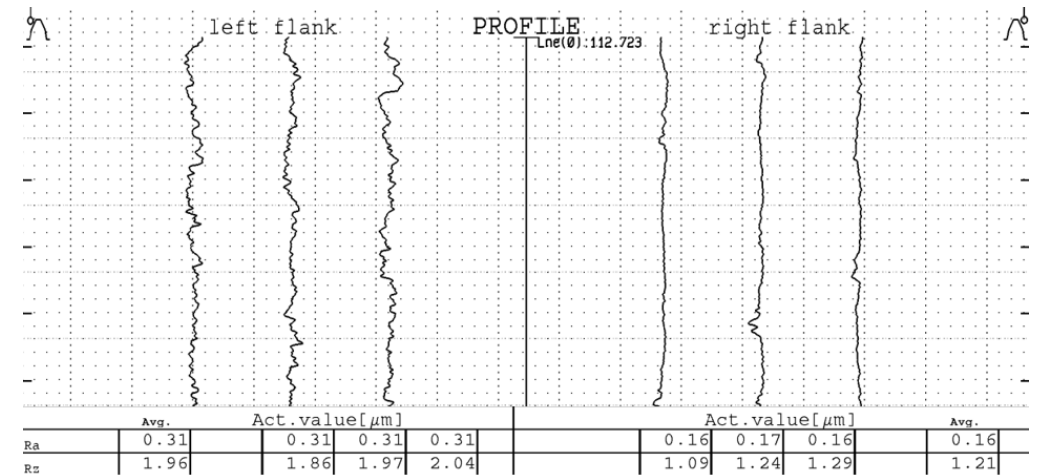 left flank PROFILE right flank
Lne(0):112.723
Avg. Act.value[μm] Act.value[μm] Avg.
Ra 0.31 0.31 0.31 0.31 0.16 0.17 0.16 0.16
Rz 1.96 1.86 1.97 2.04 1.09 1.24 1.29 1.21